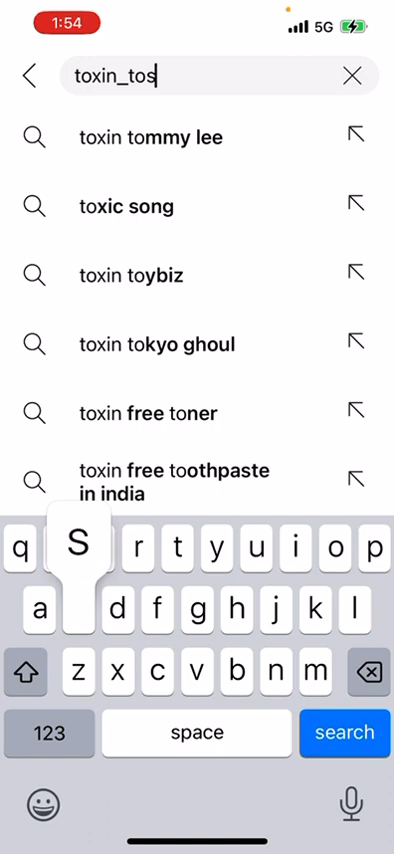 1:54
5G
toxin_tos
toxin tommy lee
toxic song
toxin toybiz
toxin tokyo ghoul
toxin free toner
toxin free toothpaste
in india
S
q r t y u i o p
a d f g h j k l
z x c v b n m
123 space search